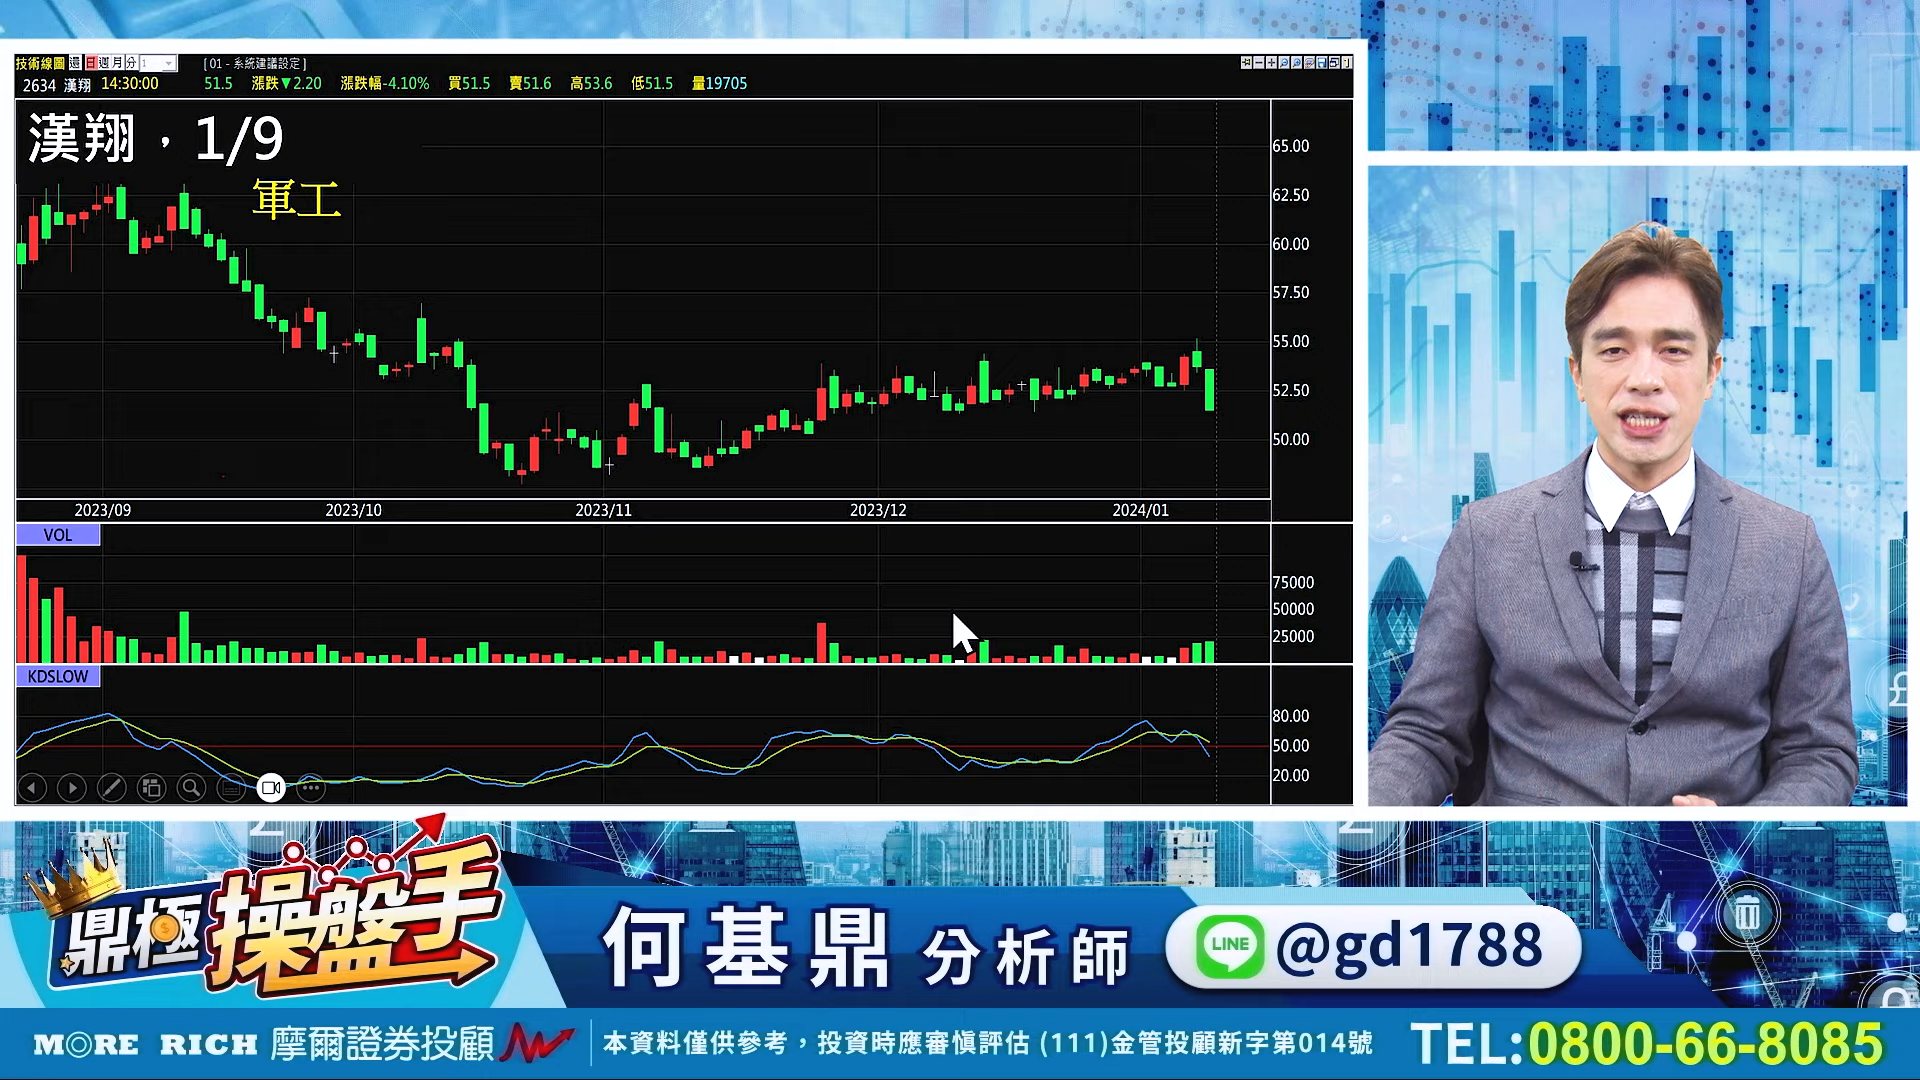 技術線圖 還 日 週 月 分 1 [ 01 - 系統建議設定 ]
2634 漢翔 14:30:00 51.5 漲跌▼2.20 漲跌幅-4.10% 買51.5 賣51.6 高53.6 低51.5 量19705
漢翔，1/9
軍工
65.00
62.50
60.00
57.50
55.00
52.50
50.00
2023/09 2023/10 2023/11 2023/12 2024/01
VOL
75000
50000
25000
KDSLOW
80.00
50.00
20.00
鼎極操盤手
何基鼎 分析師 LINE @gd1788
MORE RICH 摩爾證券投顧 本資料僅供參考，投資時應審慎評估 (111)金管投顧新字第014號 TEL:0800-66-8085